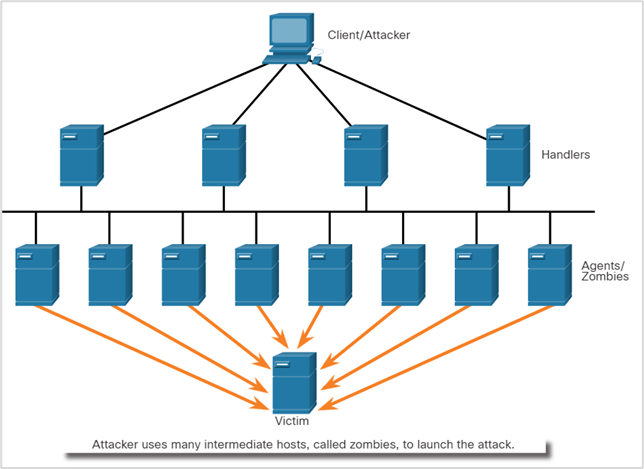 Client/Attacker
Handlers
Agents/
Zombies
Victim
Attacker uses many intermediate hosts, called zombies, to launch the attack.